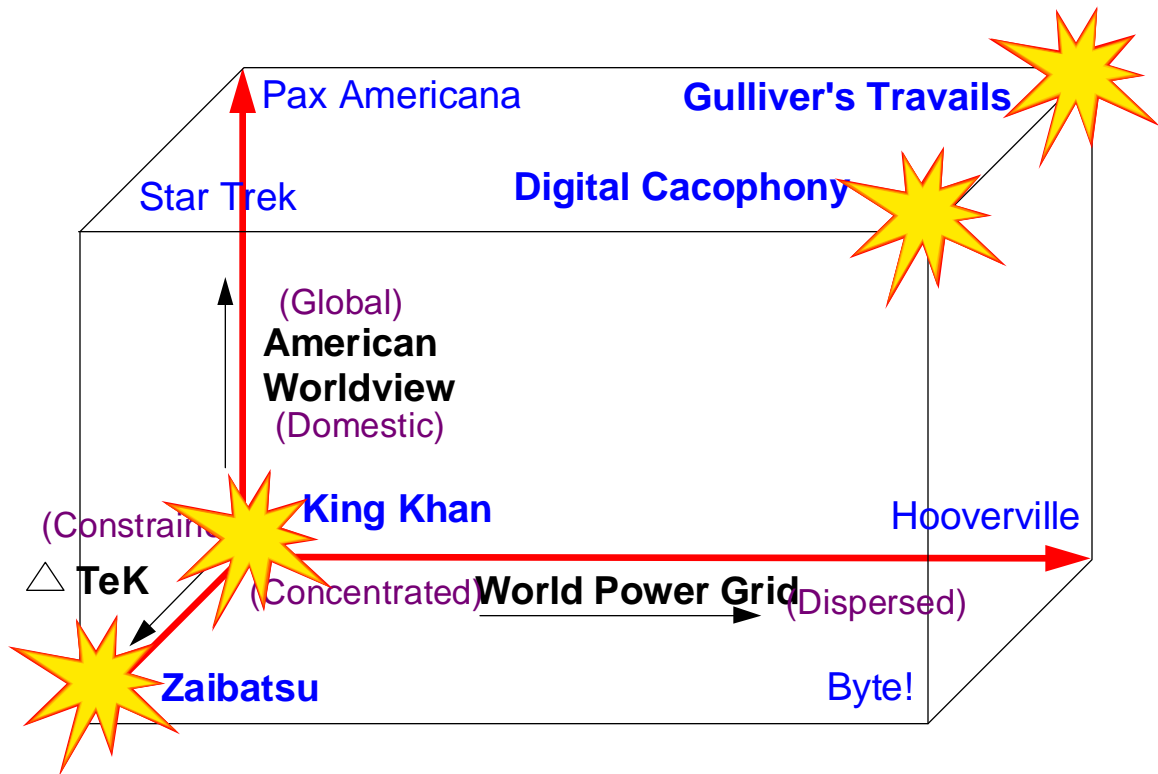 Pax Americana
Gulliver's Travails
Star Trek
Digital Cacophony
(Global)
American
Worldview
(Domestic)
King Khan
Hooverville
(Constraine
△ TeK
(Concentrated)
World Power Grid
(Dispersed)
Zaibatsu
Byte!